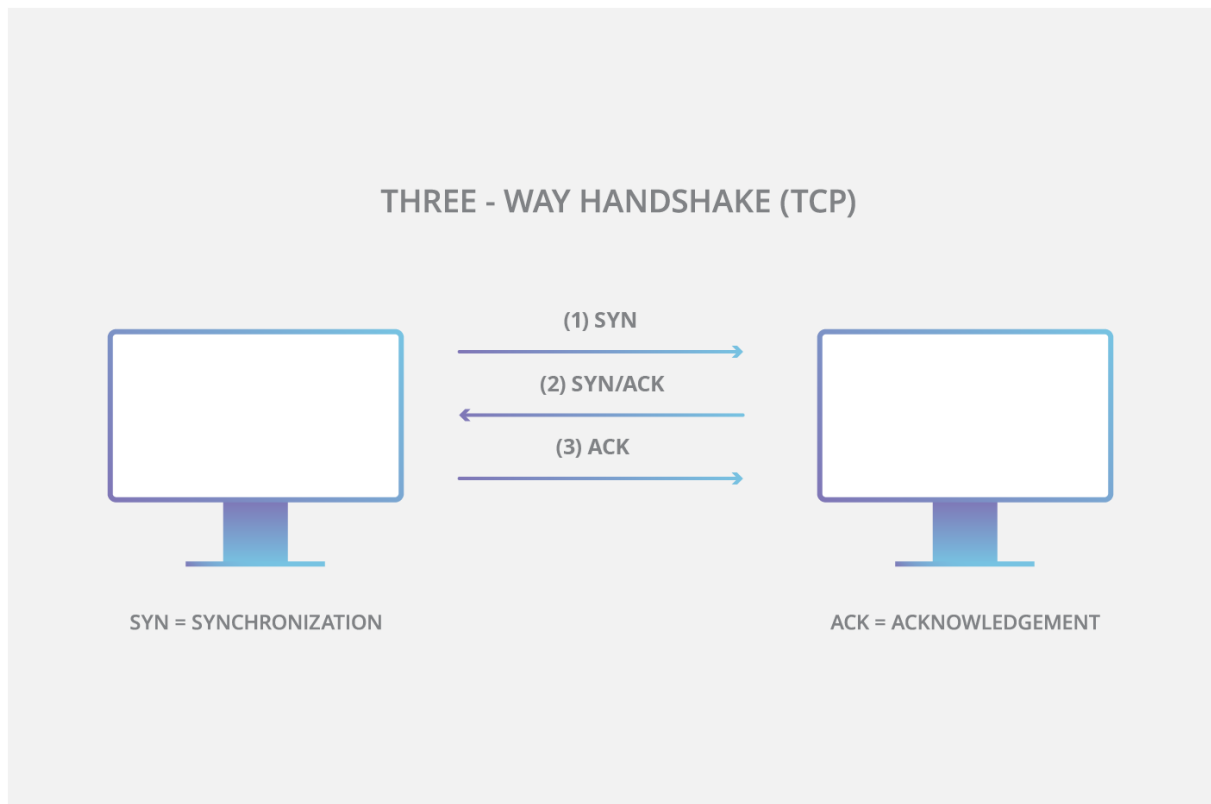 THREE - WAY HANDSHAKE (TCP)
(1) SYN
(2) SYN/ACK
(3) ACK
SYN = SYNCHRONIZATION
ACK = ACKNOWLEDGEMENT